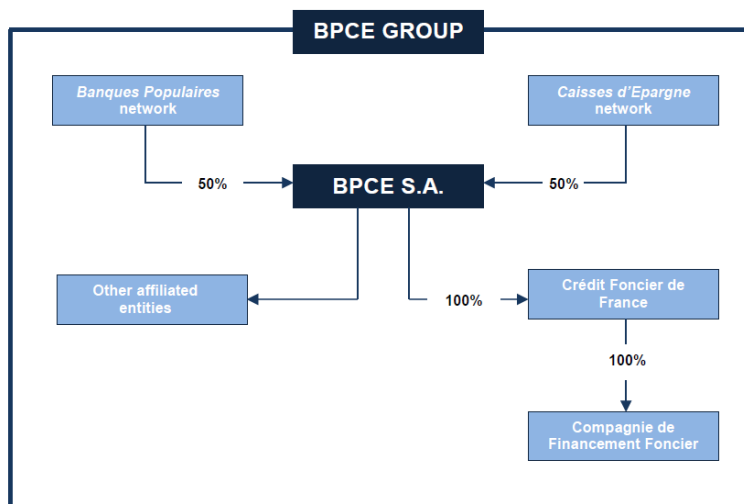 BPCE GROUP
Banques Populaires
network
Caisses d'Epargne
network
50%
BPCE S.A.
50%
Other affiliated
entities
100%
Crédit Foncier de
France
100%
Compagnie de
Financement Foncier